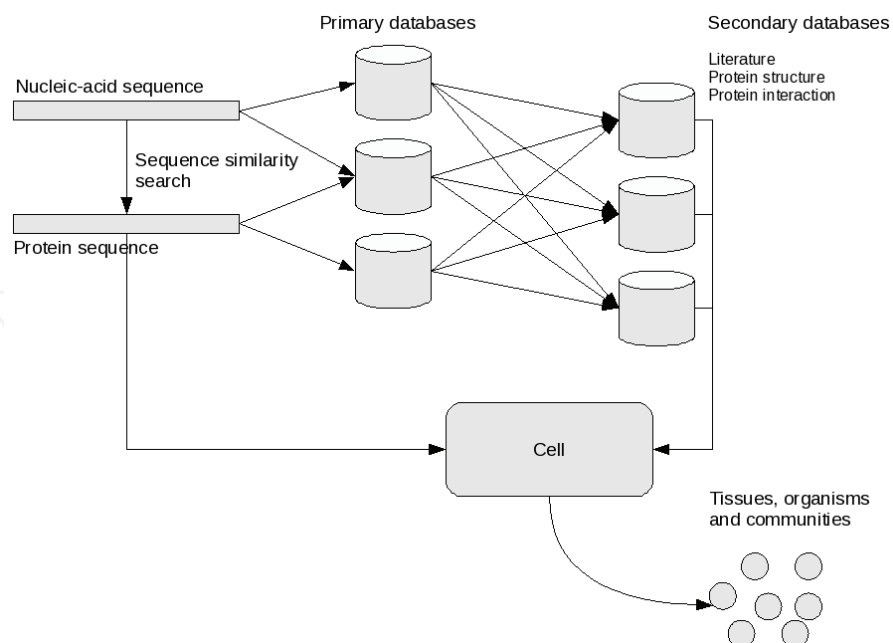 Primary databases
Secondary databases
Literature
Protein structure
Protein interaction
Nucleic-acid sequence
Sequence similarity
search
Protein sequence
Cell
Tissues, organisms
and communities